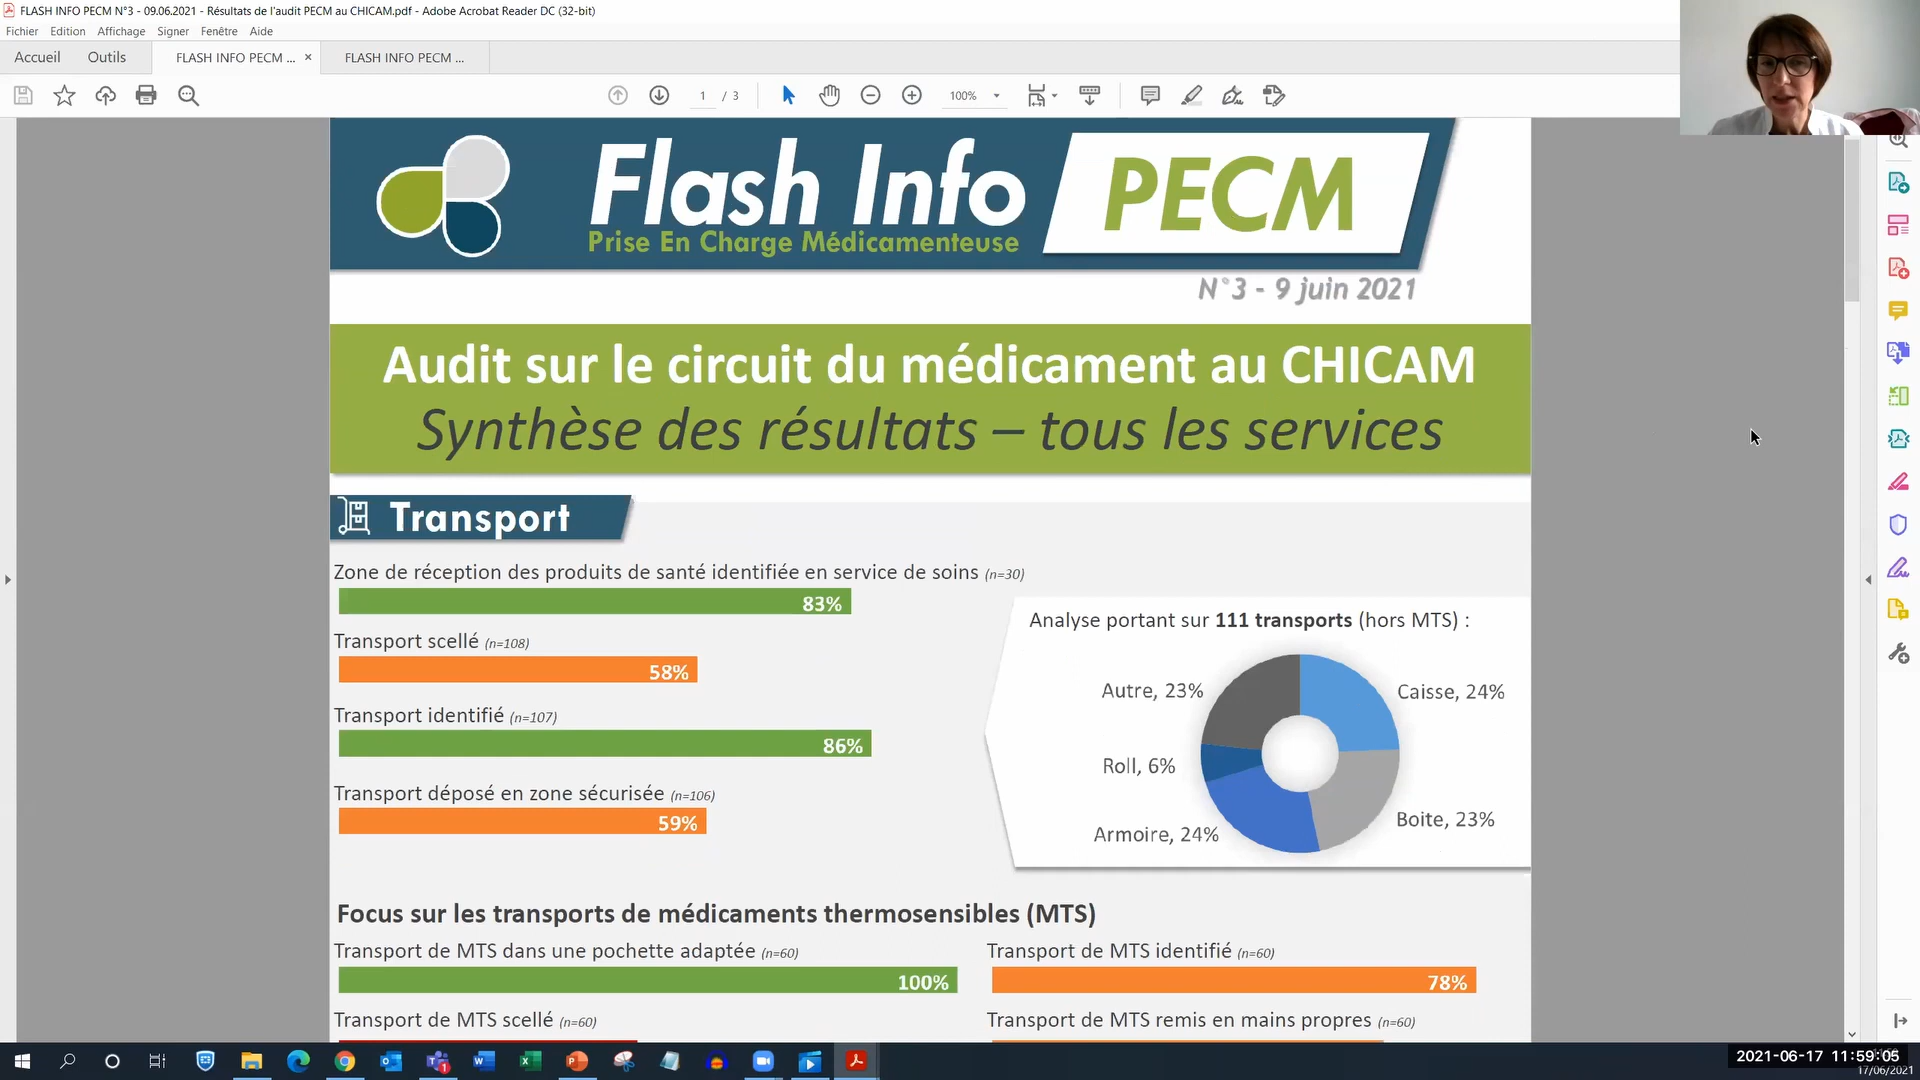 FLASH INFO PECM N°3 - 09.06.2021 - Résultats de l'audit PECM au CHICAM.pdf - Adobe Acrobat Reader DC (32-bit)
Fichier Edition Affichage Signer Fenêtre Aide
Accueil Outils FLASH INFO PECM ... × FLASH INFO PECM ...
1 / 3 100%
Flash Info PECM
Prise En Charge Médicamenteuse
N°3 - 9 juin 2021
Audit sur le circuit du médicament au CHICAM
Synthèse des résultats – tous les services
Transport
Zone de réception des produits de santé identifiée en service de soins (n=30)
83%
Transport scellé (n=108)
58%
Transport identifié (n=107)
86%
Transport déposé en zone sécurisée (n=106)
59%
Analyse portant sur 111 transports (hors MTS) :
Autre, 23%
Caisse, 24%
Roll, 6%
Boite, 23%
Armoire, 24%
Focus sur les transports de médicaments thermosensibles (MTS)
Transport de MTS dans une pochette adaptée (n=60)
100%
Transport de MTS identifié (n=60)
78%
Transport de MTS scellé (n=60)
Transport de MTS remis en mains propres (n=60)
2021-06-17 11:59:05
17/06/2021